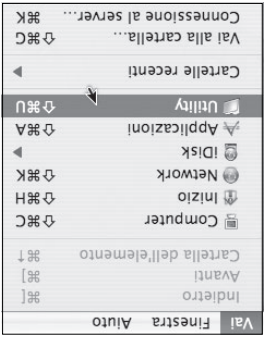 Vai Finestra Aiuto
Indietro ⌘[
Avanti ⌘]
Cartella dell'elemento ⌘↑
Computer ⇧⌘C
Inizio ⇧⌘H
Network ⇧⌘K
iDisk
Applicazioni ⇧⌘A
Utility ⇧⌘U
Cartelle recenti
Vai alla cartella... ⇧⌘G
Connessione al server... ⌘K